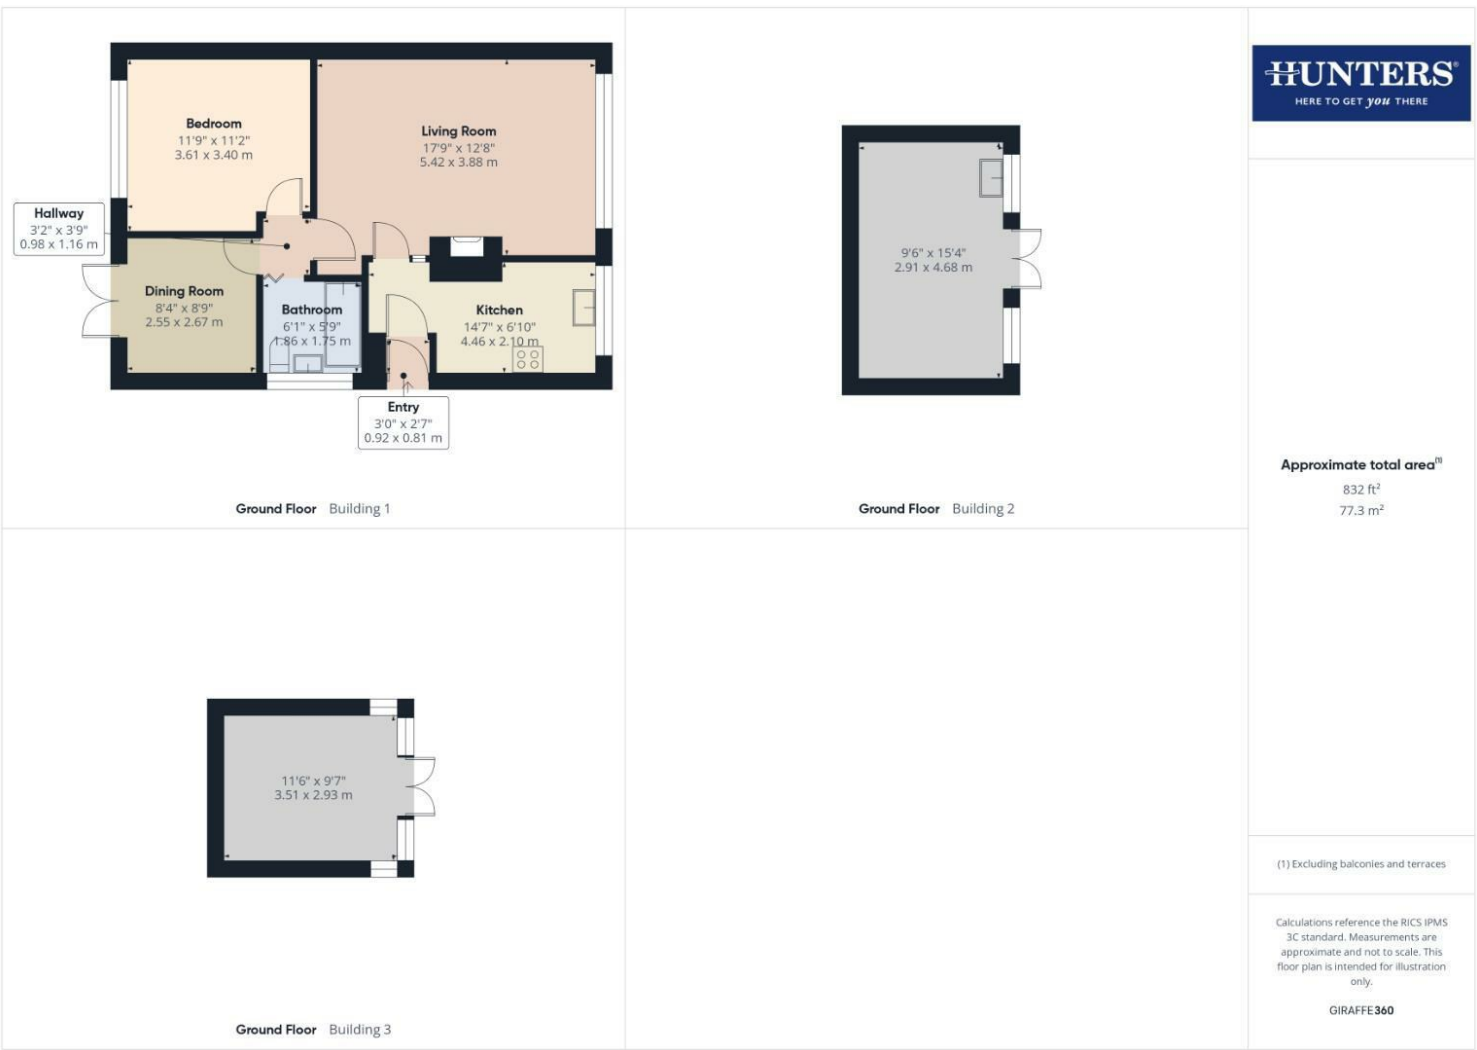 Bedroom
11'9" x 11'2"
3.61 x 3.40 m
Living Room
17'9" x 12'8"
5.42 x 3.88 m
Hallway
3'2" x 3'9"
0.98 x 1.16 m
Dining Room
8'4" x 8'9"
2.55 x 2.67 m
Bathroom
6'1" x 5'9"
1.86 x 1.75 m
Kitchen
14'7" x 6'10"
4.46 x 2.10 m
Entry
3'0" x 2'7"
0.92 x 0.81 m
Ground Floor Building 1
9'6" x 15'4"
2.91 x 4.68 m
Ground Floor Building 2
11'6" x 9'7"
3.51 x 2.93 m
Ground Floor Building 3
HUNTERS®
HERE TO GET you THERE
Approximate total area(1)
832 ft²
77.3 m²
(1) Excluding balconies and terraces
Calculations reference the RICS IPMS
3C standard. Measurements are
approximate and not to scale. This
floor plan is intended for illustration
only.
GIRAFFE360